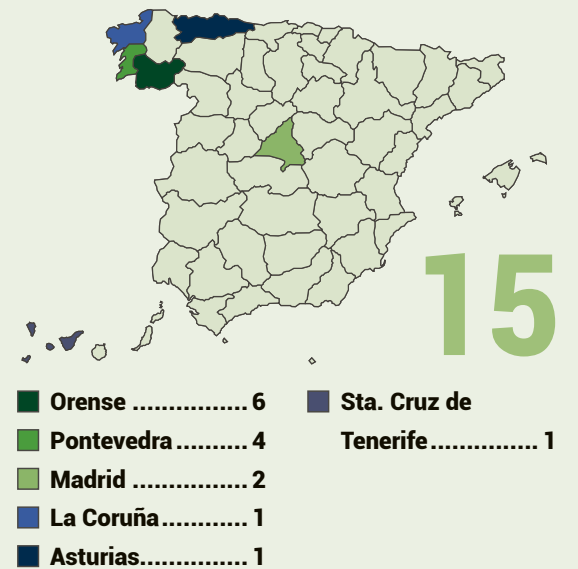 15
Orense ................ 6
Pontevedra .......... 4
Madrid ................ 2
La Coruña ............ 1
Asturias ............... 1
Sta. Cruz de
Tenerife ............... 1